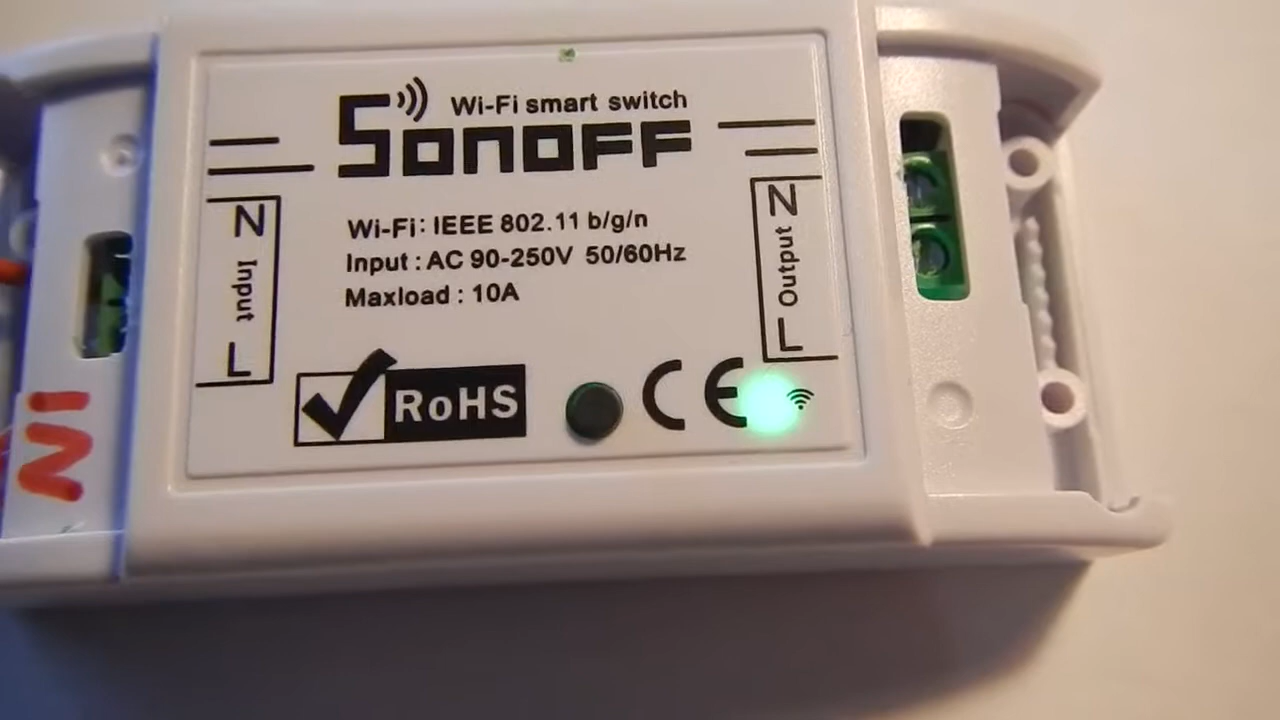 Wi-Fi smart switch
SONOFF
N Input L
Wi-Fi: IEEE 802.11 b/g/n
Input : AC 90-250V 50/60Hz
Maxload : 10A
N Output L
RoHS
CE
IN